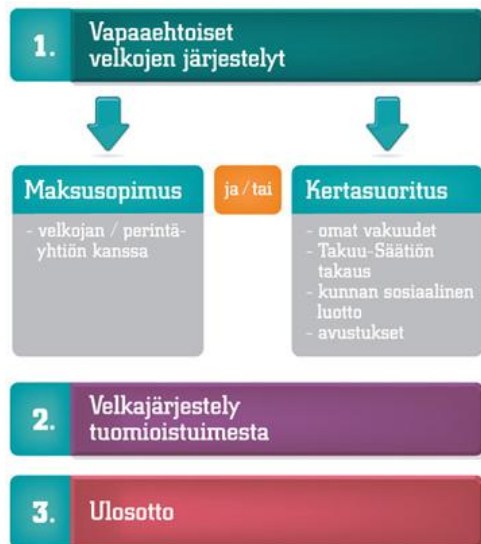 1.
Vapaaehtoiset
velkojen järjestelyt
Maksusopimus
- velkojan / perintä-
yhtiön kanssa
ja / tai
Kertasuoritus
- omat vakuudet
- Takuu-Säätiön
takaus
- kunnan sosiaalinen
luotto
- avustukset
2.
Velkajärjestely
tuomioistuimesta
3.
Ulosotto